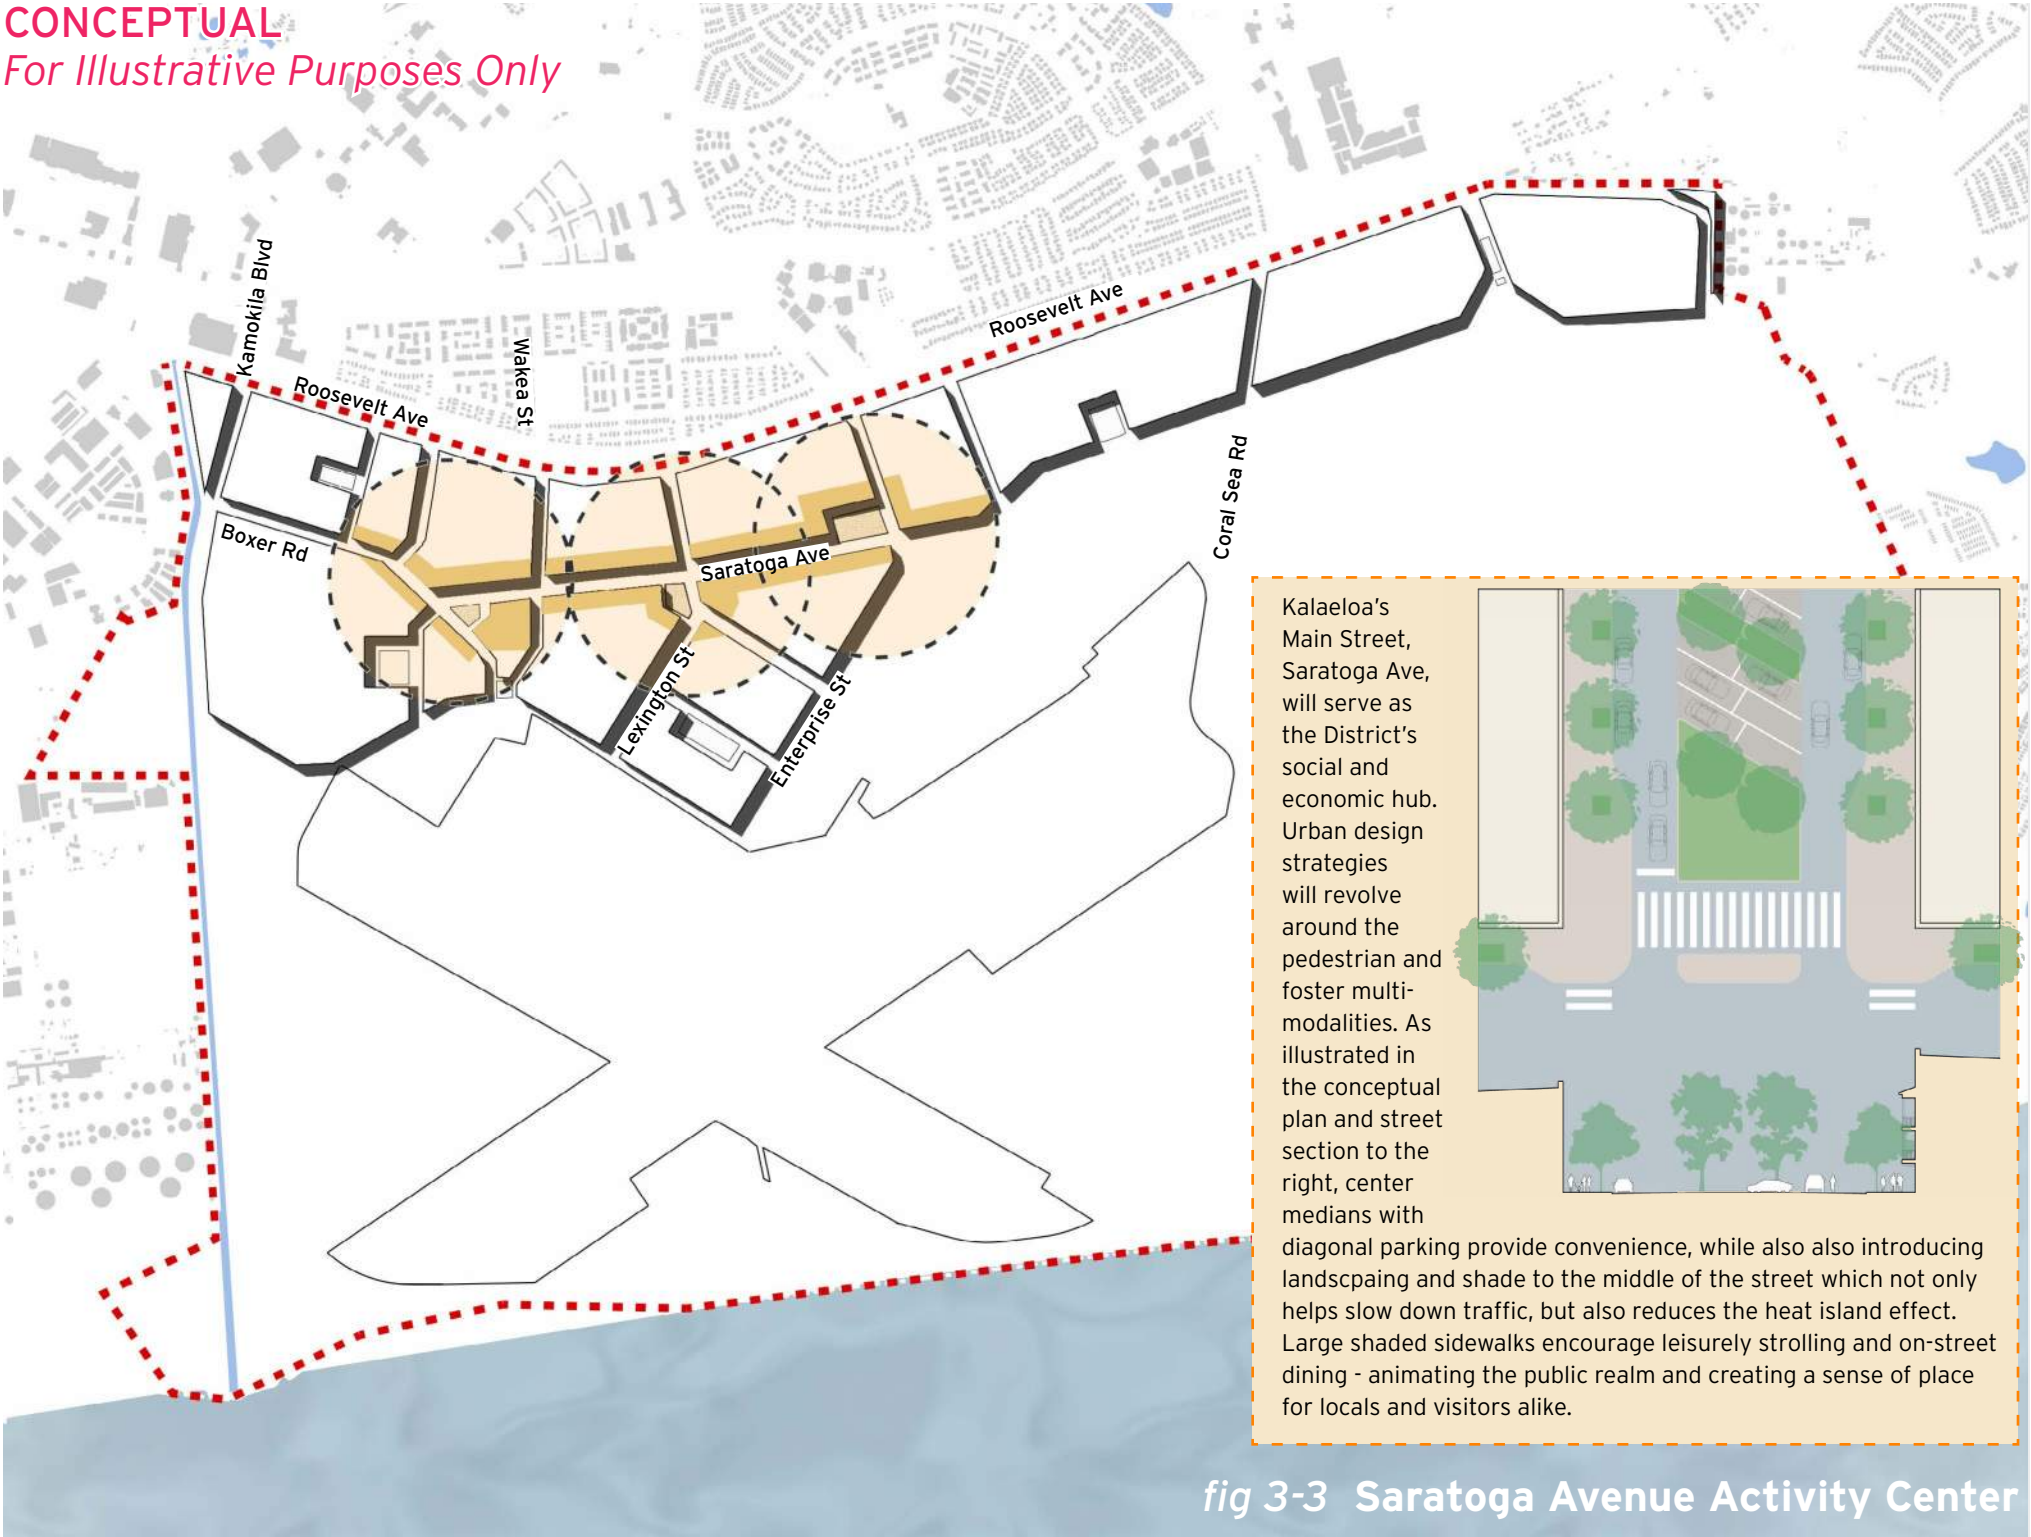 CONCEPTUAL
For Illustrative Purposes Only
Kamokila Blvd
Roosevelt Ave
Wakea St
Roosevelt Ave
Boxer Rd
Saratoga Ave
Coral Sea Rd
Lexington St
Enterprise St
Kalaeloa's
Main Street,
Saratoga Ave,
will serve as
the District's
social and
economic hub.
Urban design
strategies
will revolve
around the
pedestrian and
foster multi-
modalities. As
illustrated in
the conceptual
plan and street
section to the
right, center
medians with
diagonal parking provide convenience, while also also introducing
landscpaing and shade to the middle of the street which not only
helps slow down traffic, but also reduces the heat island effect.
Large shaded sidewalks encourage leisurely strolling and on-street
dining - animating the public realm and creating a sense of place
for locals and visitors alike.
fig 3-3 Saratoga Avenue Activity Center